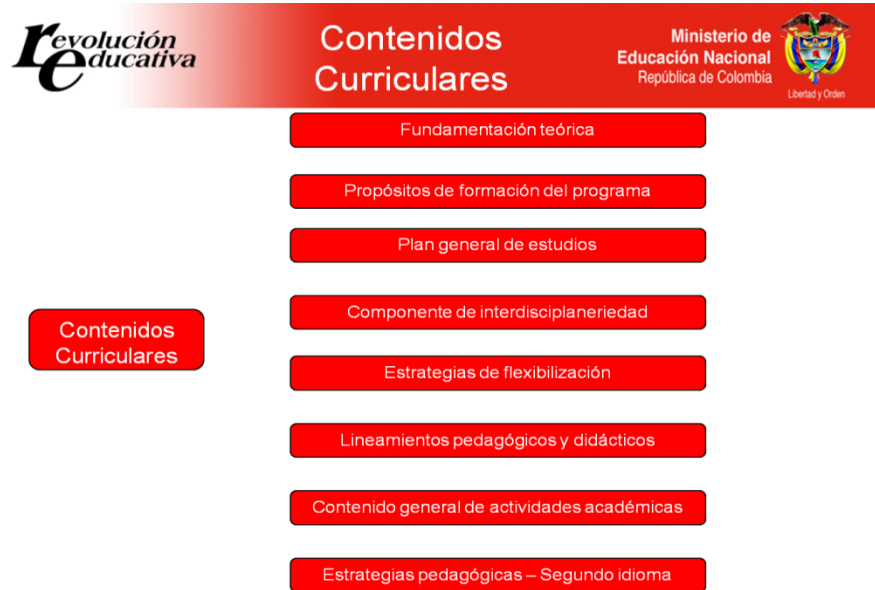 revolución
educativa
Contenidos
Curriculares
Ministerio de
Educación Nacional
República de Colombia
Libertad y Orden
Fundamentación teórica
Propósitos de formación del programa
Plan general de estudios
Componente de interdisciplaneriedad
Contenidos
Curriculares
Estrategias de flexibilización
Lineamientos pedagógicos y didácticos
Contenido general de actividades académicas
Estrategias pedagógicas – Segundo idioma